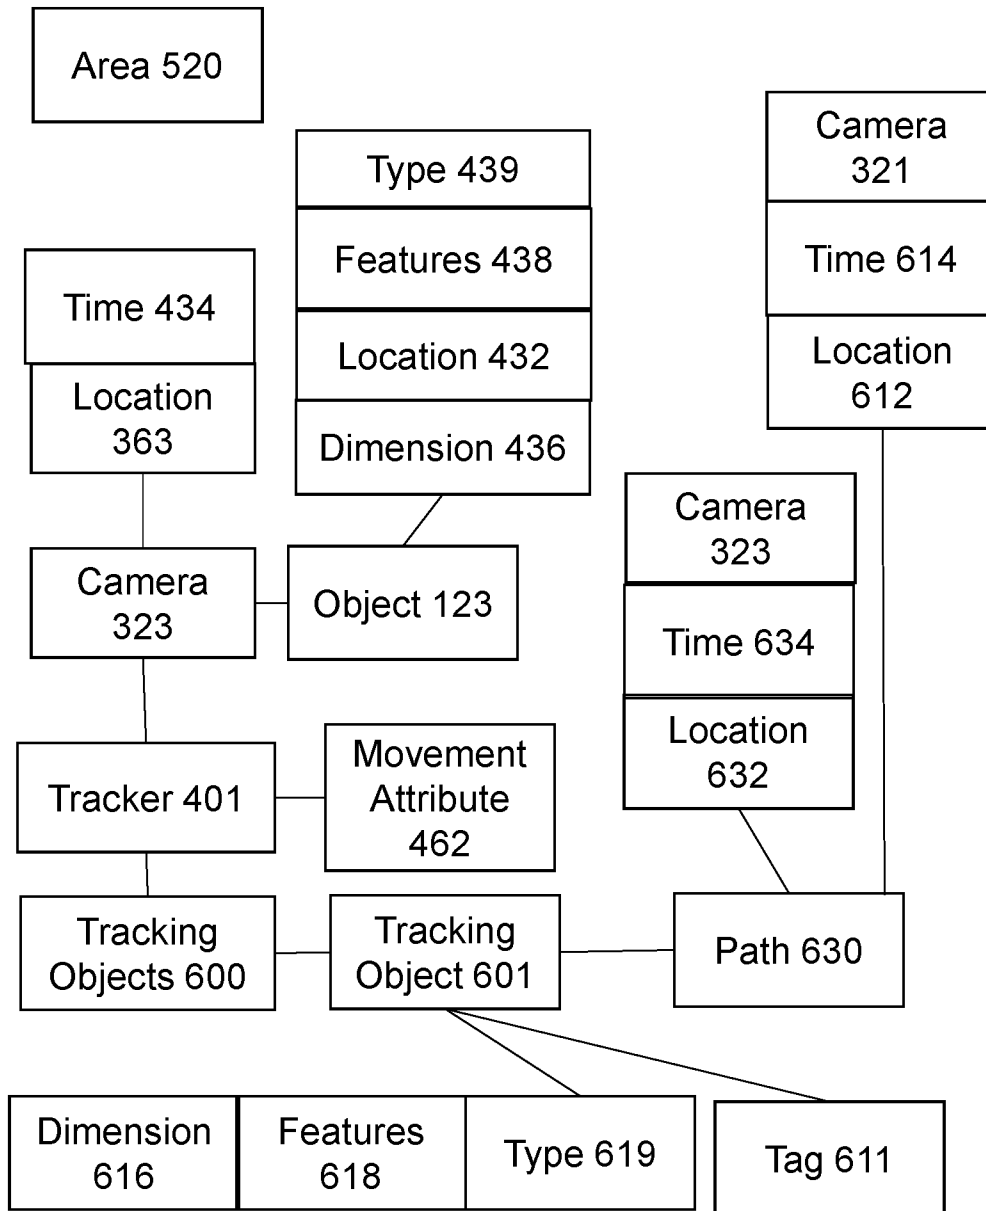 Area 520
Camera
321
Type 439
Features 438
Time 614
Time 434
Location 432
Location
612
Location
363
Dimension 436
Camera
323
Camera
323
Object 123
Time 634
Location
632
Movement
Attribute
462
Tracker 401
Tracking
Objects 600
Tracking
Object 601
Path 630
Dimension
616
Features
618
Type 619
Tag 611